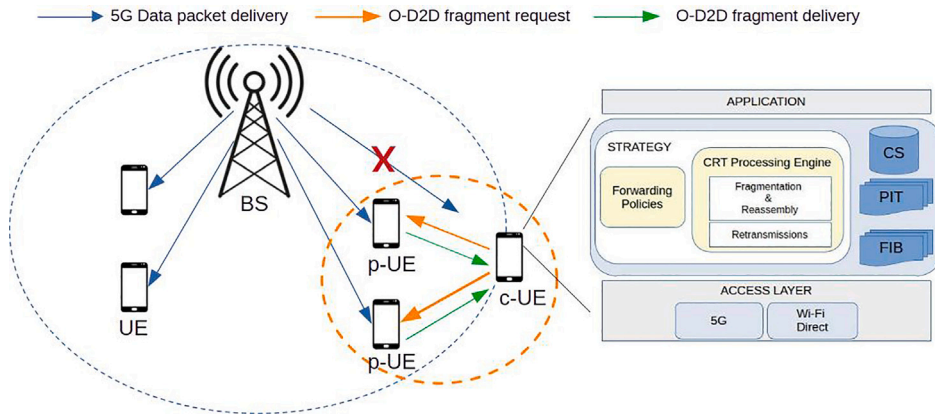 5G Data packet delivery
O-D2D fragment request
O-D2D fragment delivery
BS
UE
X
p-UE
p-UE
c-UE
APPLICATION
STRATEGY
Forwarding
Policies
CRT Processing Engine
Fragmentation
&
Reassembly
Retransmissions
CS
PIT
FIB
ACCESS LAYER
5G
Wi-Fi
Direct